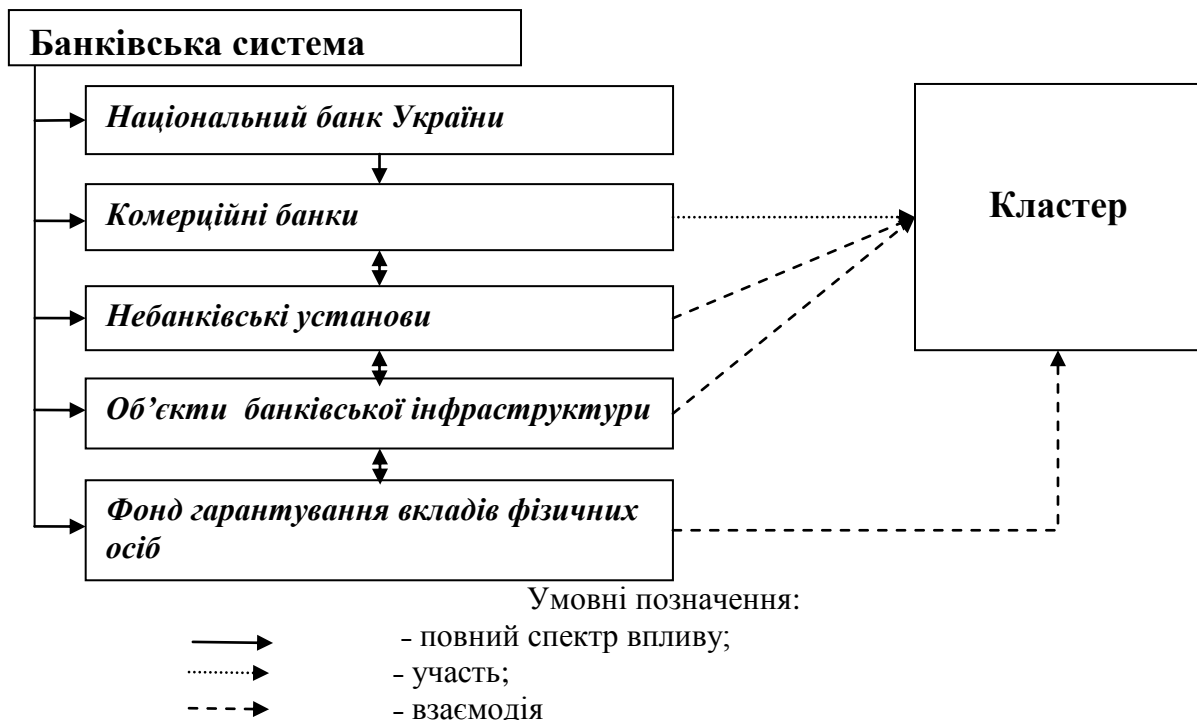 Банківська система
Національний банк України
Комерційні банки
Кластер
Небанківські установи
Об’єкти банківської інфраструктури
Фонд гарантування вкладів фізичних
осіб
Умовні позначення:
- повний спектр впливу;
- участь;
- взаємодія